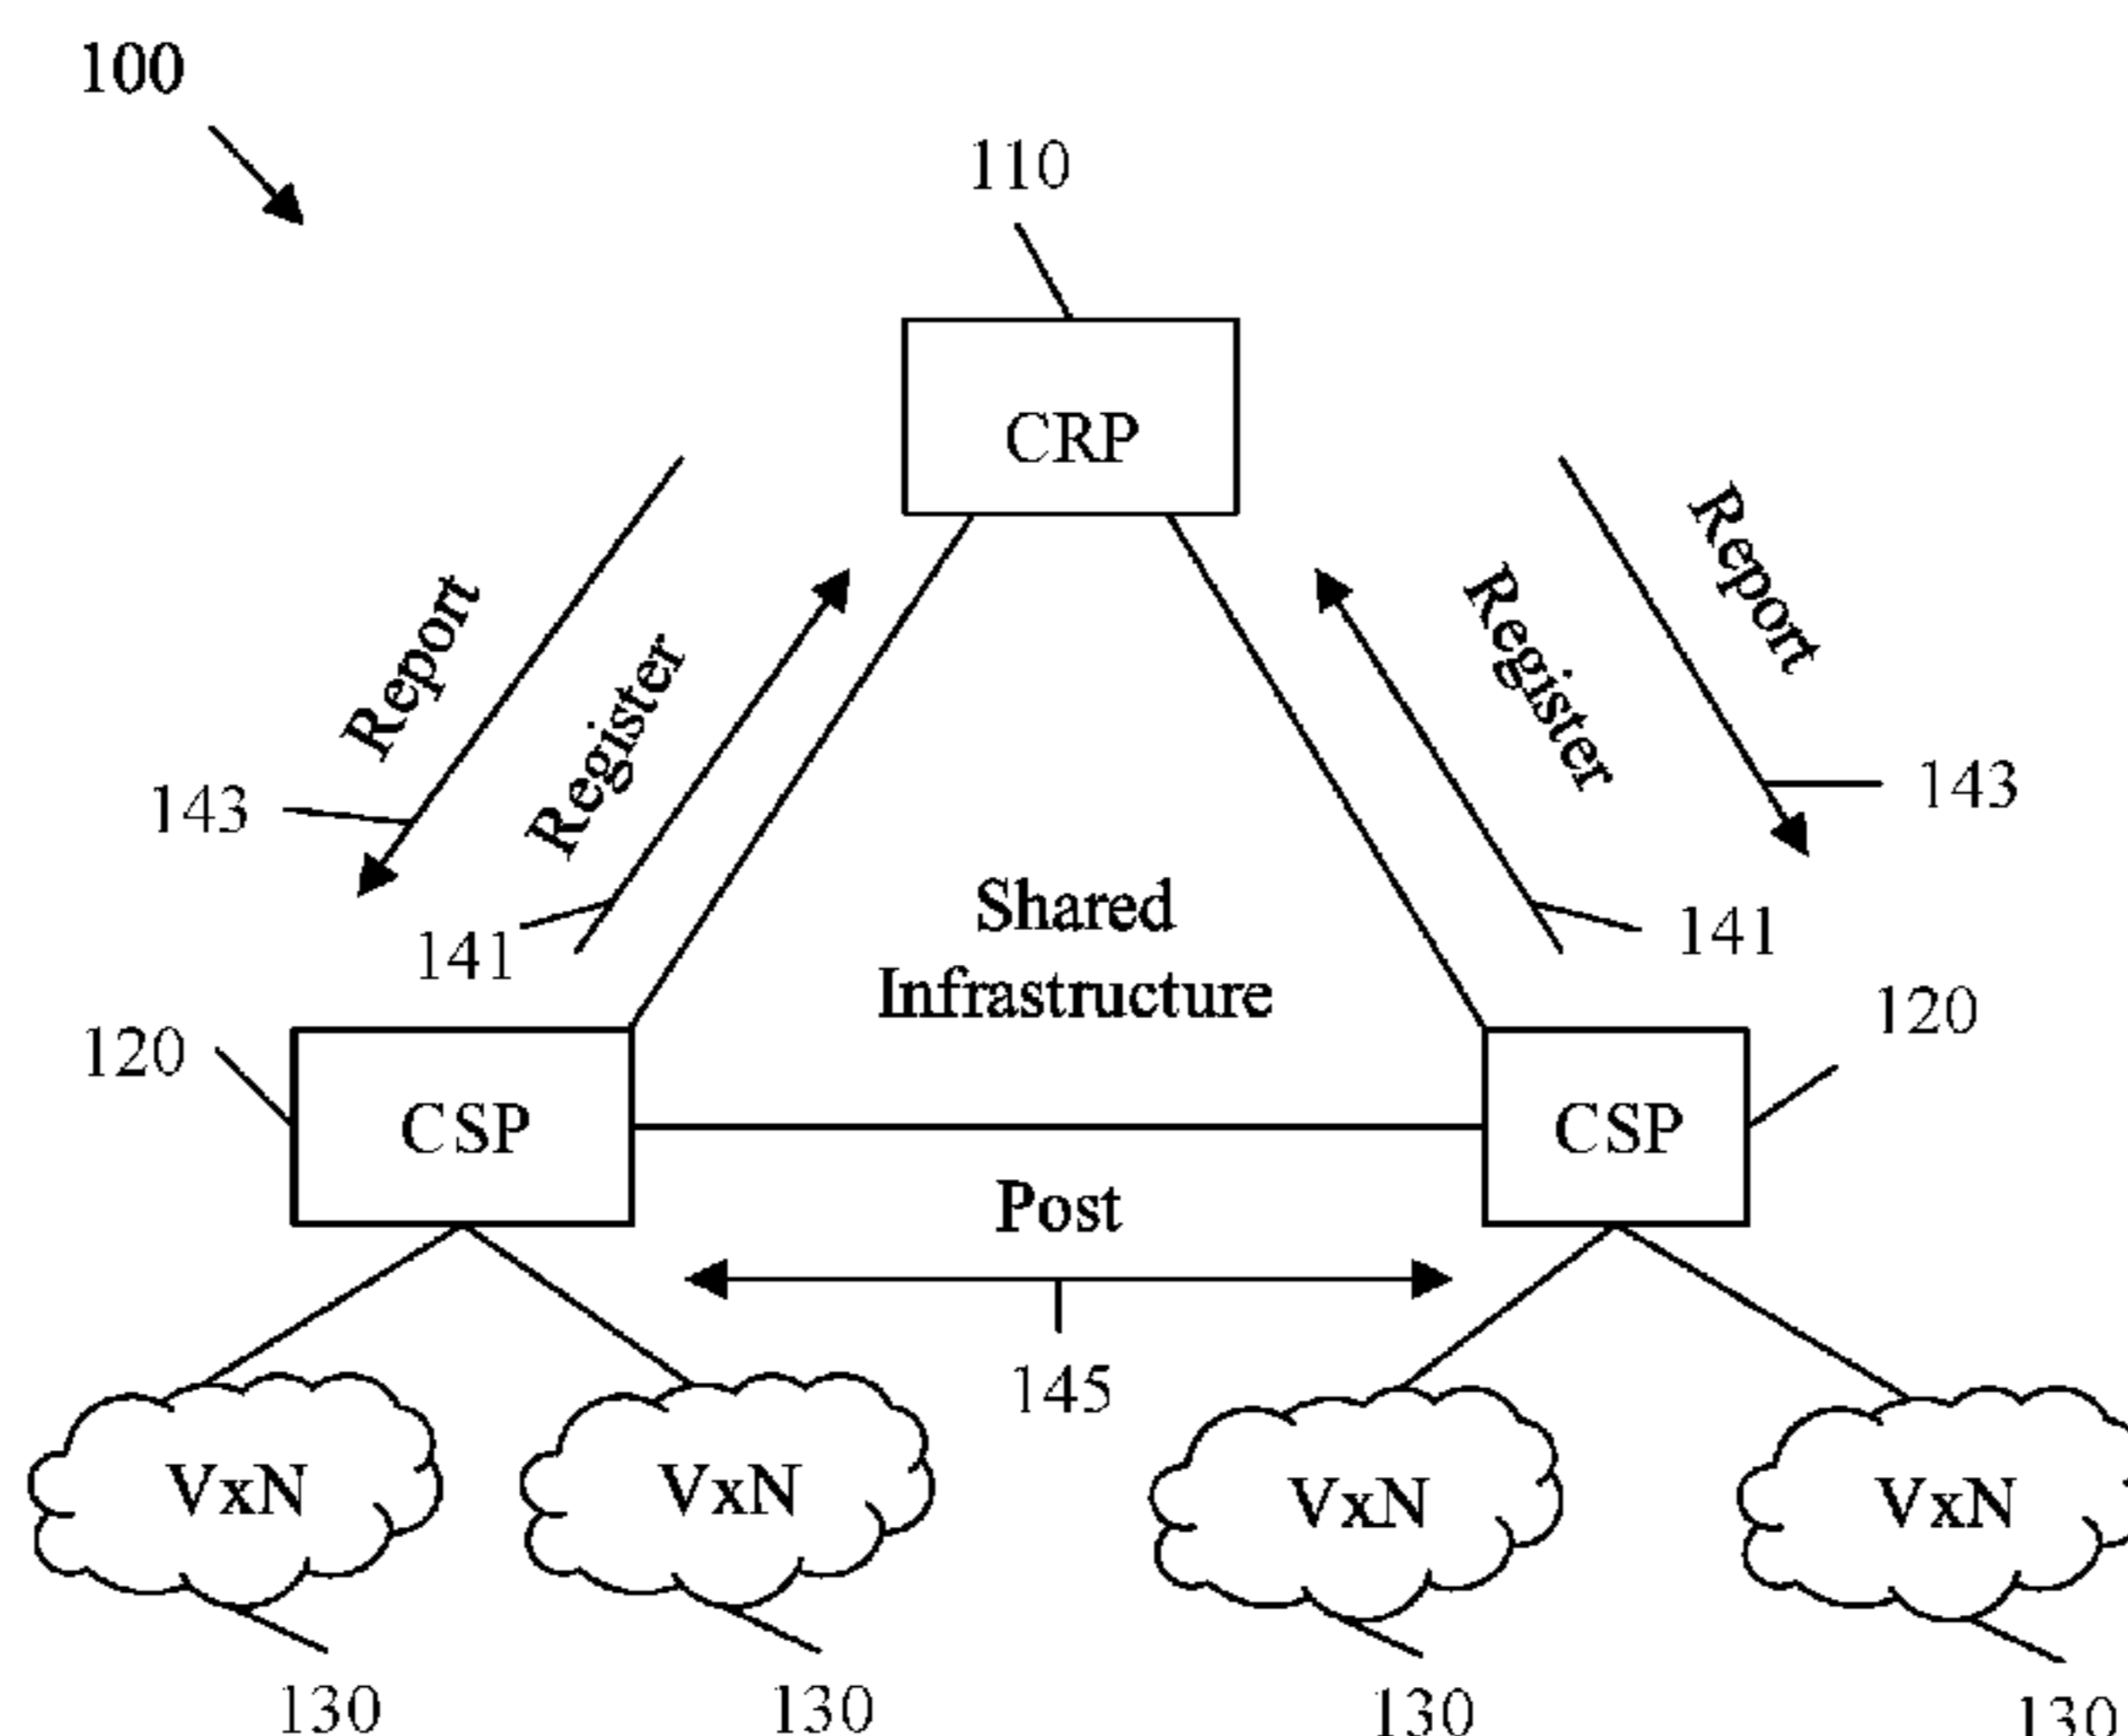 100
110
CRP
Report
Register
Register
Report
143
143
141
141
Shared
Infrastructure
120
120
CSP
CSP
Post
145
VxN
VxN
VxN
VxN
130
130
130
130